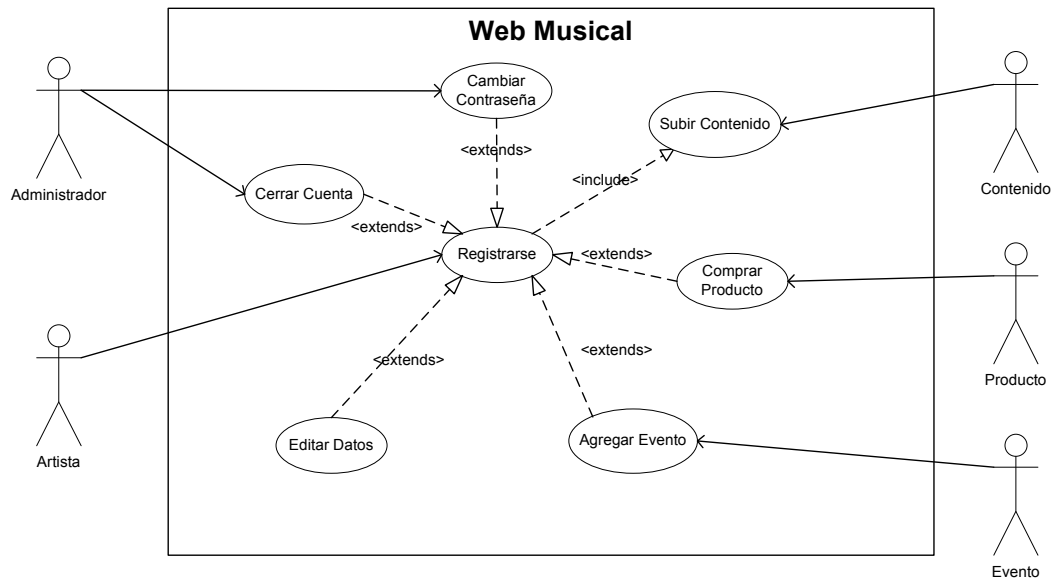 Web Musical
Cambiar
Contraseña
Subir Contenido
<extends>
<include>
Administrador
Cerrar Cuenta
Contenido
<extends>
Registrarse
<extends>
Comprar
Producto
<extends>
<extends>
Producto
Artista
Editar Datos
Agregar Evento
Evento